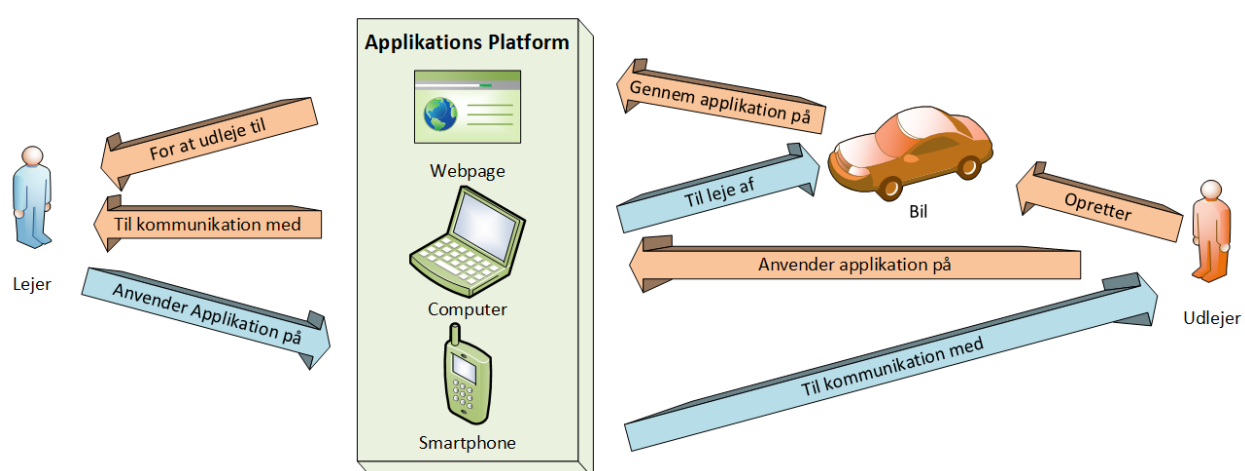 Applikations Platform
Gennem applikation på
For at udleje til
Webpage
Til leje af
Bil
Opretter
Til kommunikation med
Anvender applikation på
Lejer
Anvender Applikation på
Computer
Udlejer
Til kommunikation med
Smartphone